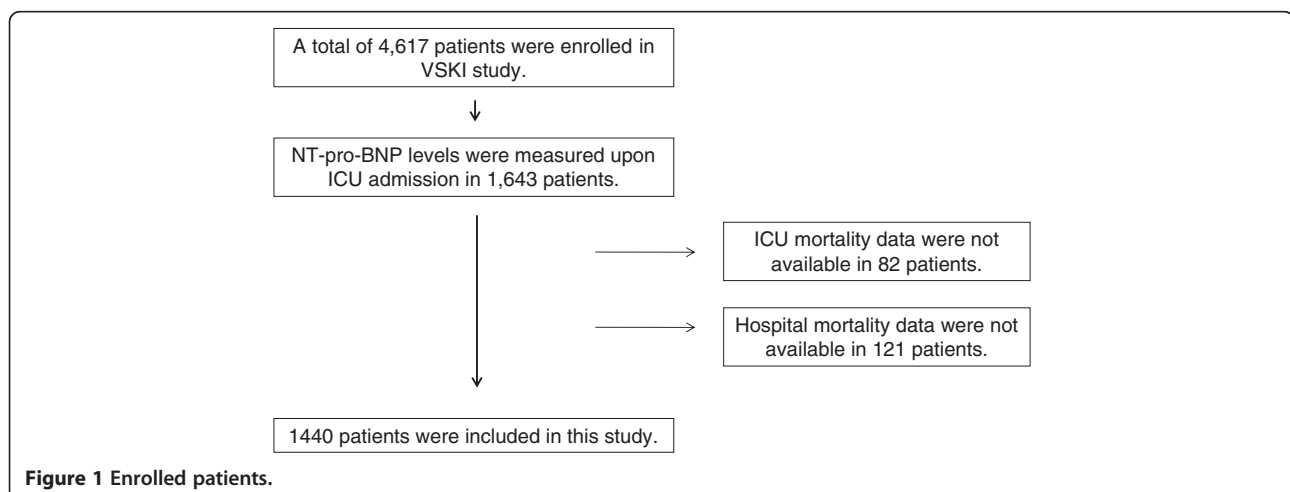 A total of 4,617 patients were enrolled in
VSKI study.
NT-pro-BNP levels were measured upon
ICU admission in 1,643 patients.
ICU mortality data were not
available in 82 patients.
Hospital mortality data were not
available in 121 patients.
1440 patients were included in this study.
Figure 1 Enrolled patients.